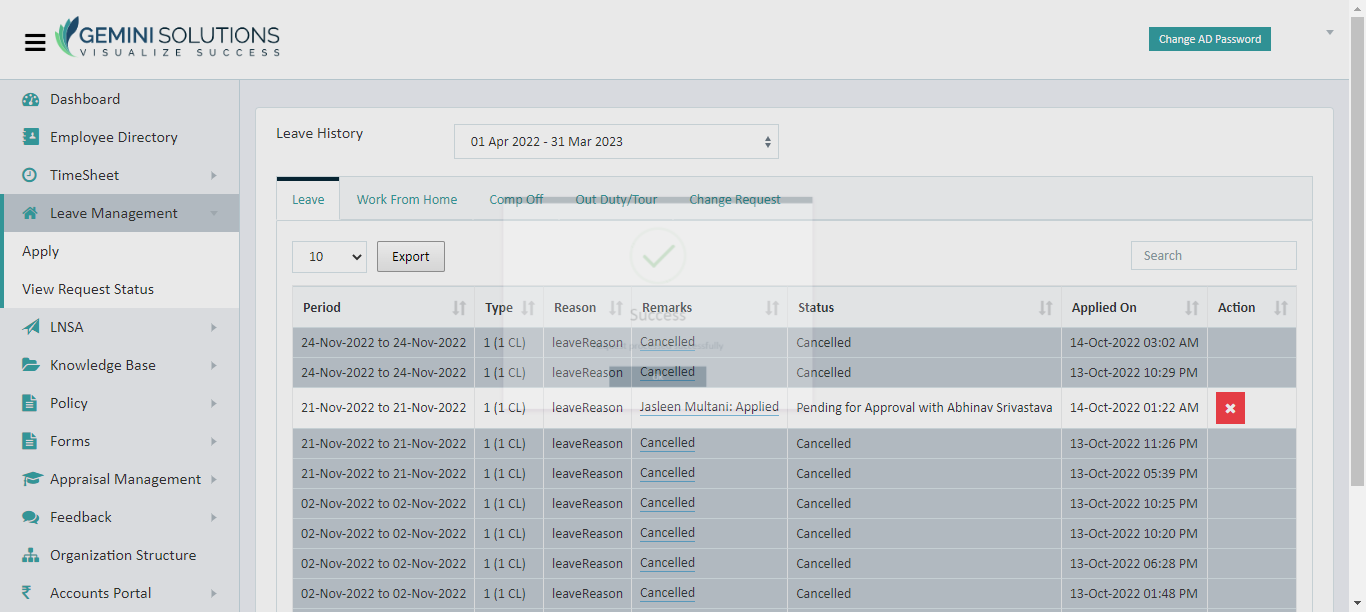 GEMINI SOLUTIONS
VISUALIZE SUCCESS
Change AD Password
Dashboard
Employee Directory
TimeSheet
Leave Management
Apply
View Request Status
LNSA
Knowledge Base
Policy
Forms
Appraisal Management
Feedback
Organization Structure
₹ Accounts Portal
Leave History
01 Apr 2022 - 31 Mar 2023
Leave Work From Home Comp Off Out Duty/Tour Change Request
10 Export Search
Success
Period Type Reason Remarks Status Applied On Action
24-Nov-2022 to 24-Nov-2022 1 (1 CL) leaveReason Cancelled Cancelled 14-Oct-2022 03:02 AM
24-Nov-2022 to 24-Nov-2022 1 (1 CL) leaveReason Cancelled Cancelled 13-Oct-2022 10:29 PM
21-Nov-2022 to 21-Nov-2022 1 (1 CL) leaveReason Jasleen Multani: Applied Pending for Approval with Abhinav Srivastava 14-Oct-2022 01:22 AM
21-Nov-2022 to 21-Nov-2022 1 (1 CL) leaveReason Cancelled Cancelled 13-Oct-2022 11:26 PM
21-Nov-2022 to 21-Nov-2022 1 (1 CL) leaveReason Cancelled Cancelled 13-Oct-2022 05:39 PM
02-Nov-2022 to 02-Nov-2022 1 (1 CL) leaveReason Cancelled Cancelled 13-Oct-2022 10:25 PM
02-Nov-2022 to 02-Nov-2022 1 (1 CL) leaveReason Cancelled Cancelled 13-Oct-2022 10:20 PM
02-Nov-2022 to 02-Nov-2022 1 (1 CL) leaveReason Cancelled Cancelled 13-Oct-2022 06:28 PM
02-Nov-2022 to 02-Nov-2022 1 (1 CL) leaveReason Cancelled Cancelled 13-Oct-2022 01:48 PM